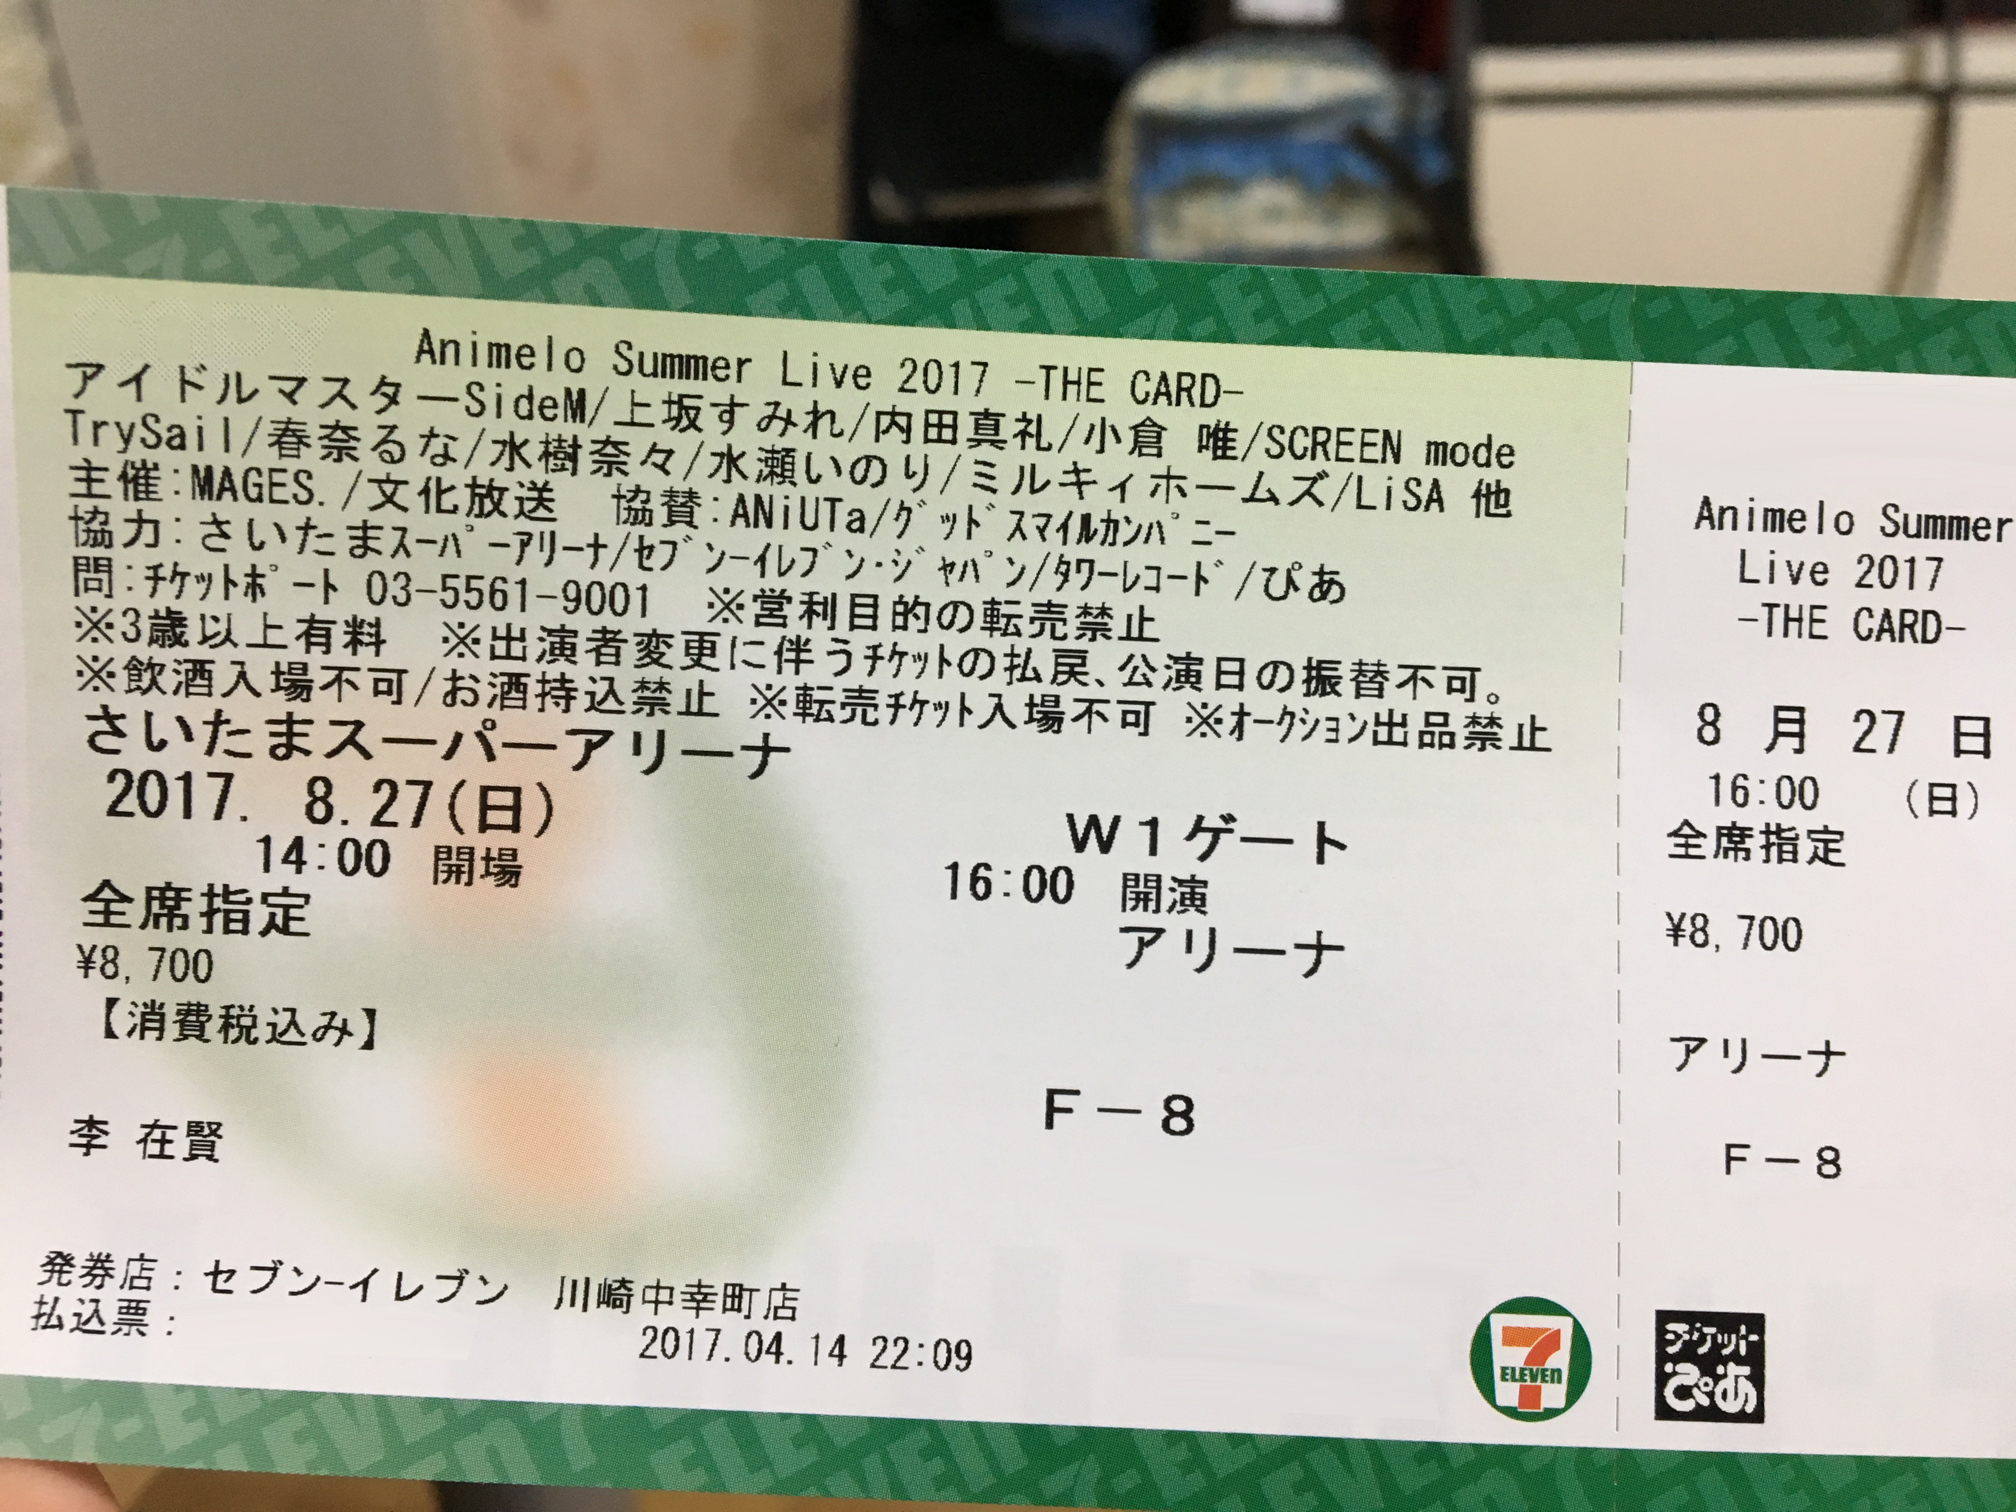 Animelo Summer Live 2017 -THE CARD-
アイドルマスターSideM/上坂すみれ/内田真礼/小倉 唯/SCREEN mode
TrySail/春奈るな/水樹奈々/水瀬いのり/ミルキィホームズ/LiSA 他
主催:MAGES./文化放送 協賛:ANiUTa/グッドスマイルカンパニー
協力:さいたまスーパーアリーナ/セブン-イレブン・ジャパン/タワーレコード/ぴあ
問:チケットポート 03-5561-9001 ※営利目的の転売禁止
※3歳以上有料 ※出演者変更に伴うチケットの払戻、公演日の振替不可。
※飲酒入場不可/お酒持込禁止 ※転売チケット入場不可 ※オークション出品禁止
さいたまスーパーアリーナ
2017. 8.27(日)
W1ゲート
14:00 開場
16:00 開演
全席指定
アリーナ
¥8,700
【消費税込み】
F-8
李 在賢
発券店:セブン-イレブン 川崎中幸町店
払込票:
2017.04.14 22:09
7 ELEVEn
Animelo Summer
Live 2017
-THE CARD-
8 月 27 日
16:00 (日)
全席指定
¥8,700
アリーナ
F-8
チケット
ぴあ
7-ELEVEn
COPY